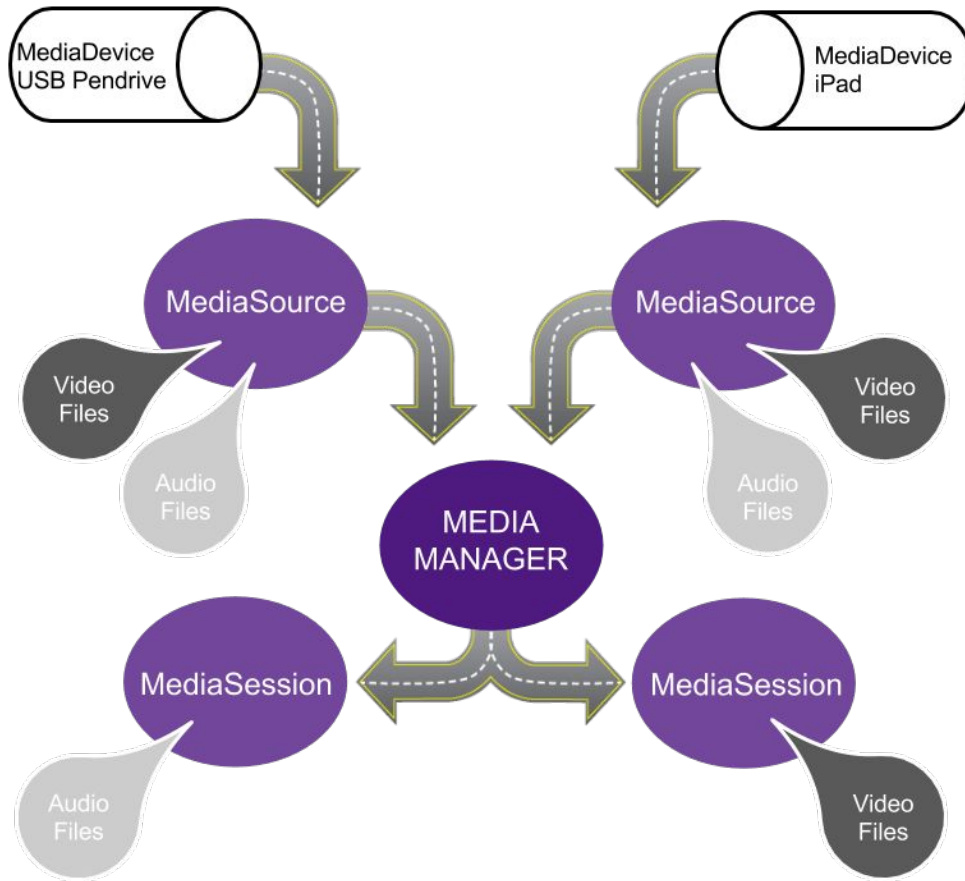 MediaDevice
USB Pendrive
MediaDevice
iPad
MediaSource
MediaSource
Video
Files
Audio
Files
Video
Files
Audio
Files
MEDIA
MANAGER
MediaSession
MediaSession
Audio
Files
Video
Files